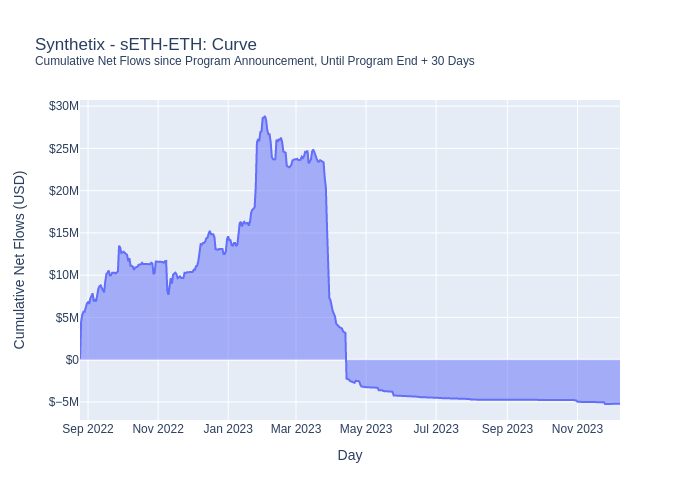 Synthetix - sETH-ETH: Curve
Cumulative Net Flows since Program Announcement, Until Program End + 30 Days
Cumulative Net Flows (USD)
$30M
$25M
$20M
$15M
$10M
$5M
$0
$−5M
Sep 2022 Nov 2022 Jan 2023 Mar 2023 May 2023 Jul 2023 Sep 2023 Nov 2023
Day